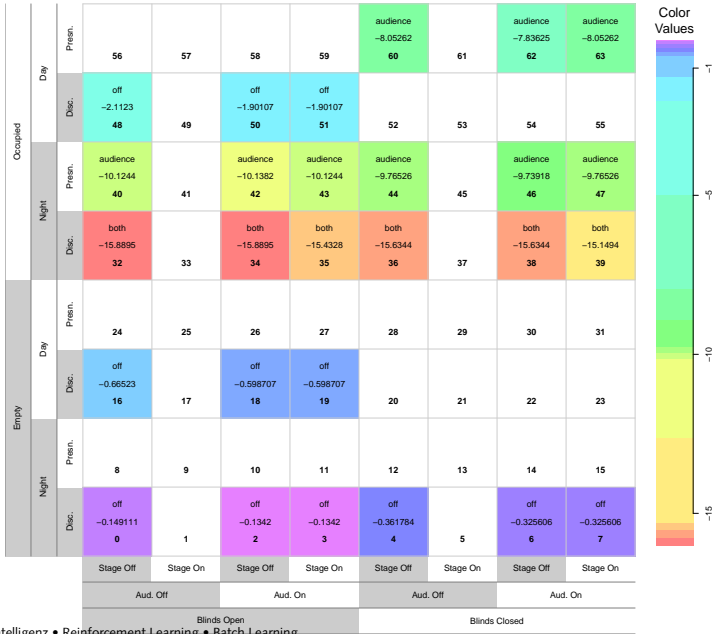 Color
Values
audience audience audience
−8.05262 −7.83625 −8.05262
Presn. 56 57 58 59 60 61 62 63
−1
Day
off off off
−2.1123 −1.90107 −1.90107
Disc. 48 49 50 51 52 53 54 55
Occupied
audience audience audience audience audience audience
−10.1244 −10.1382 −10.1244 −9.76526 −9.73918 −9.76526
Presn. 40 41 42 43 44 45 46 47
−5
Night
both both both both both both
−15.8895 −15.8895 −15.4328 −15.6344 −15.6344 −15.1494
Disc. 32 33 34 35 36 37 38 39
Presn. 24 25 26 27 28 29 30 31
Day
−10
off off off
−0.66523 −0.598707 −0.598707
Disc. 16 17 18 19 20 21 22 23
Empty
Presn. 8 9 10 11 12 13 14 15
Night
−15
off off off off off off
−0.149111 −0.1342 −0.1342 −0.361784 −0.325606 −0.325606
Disc. 0 1 2 3 4 5 6 7
Stage Off Stage On Stage Off Stage On Stage Off Stage On Stage Off Stage On
Aud. Off Aud. On Aud. Off Aud. On
Blinds Open Blinds Closed
telligenz • Reinforcement Learning • Batch Learning